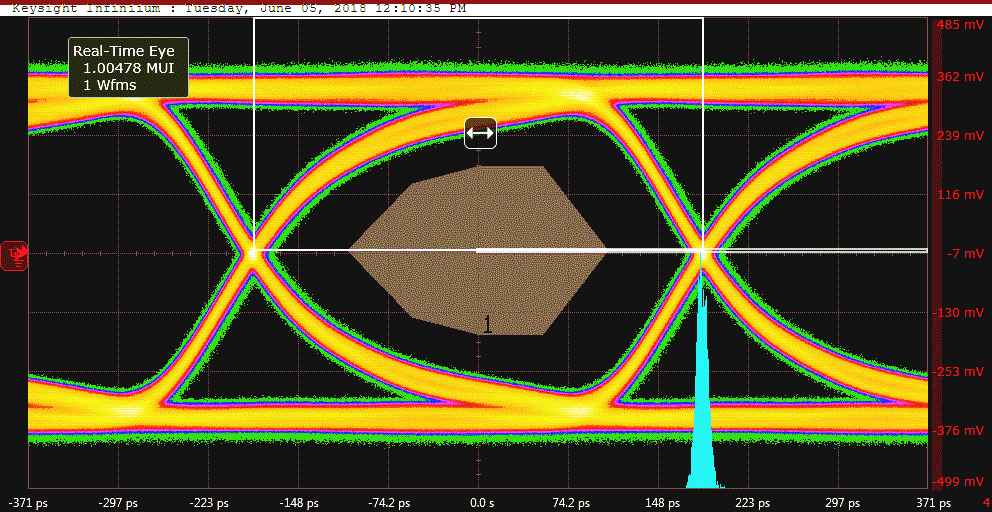 Keysight Infiniium : Tuesday, June 05, 2018 12:10:35 PM
485 mV
Real-Time Eye
1.00478 MUI
1 Wfms
362 mV
239 mV
116 mV
-7 mV
-130 mV
1
-253 mV
-376 mV
-499 mV
-371 ps -297 ps -223 ps -148 ps -74.2 ps 0.0 s 74.2 ps 148 ps 223 ps 297 ps 371 ps 4